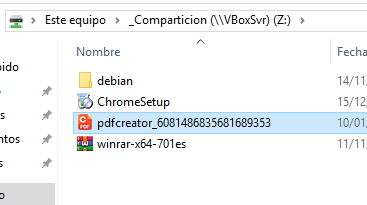 Este equipo > _Comparticion (\\VBoxSvr) (Z:) >
Nombre Fecha
debian 14/11,
ChromeSetup 15/12,
pdfcreator_6081486835681689353 10/01,
winrar-x64-701es 11/11,